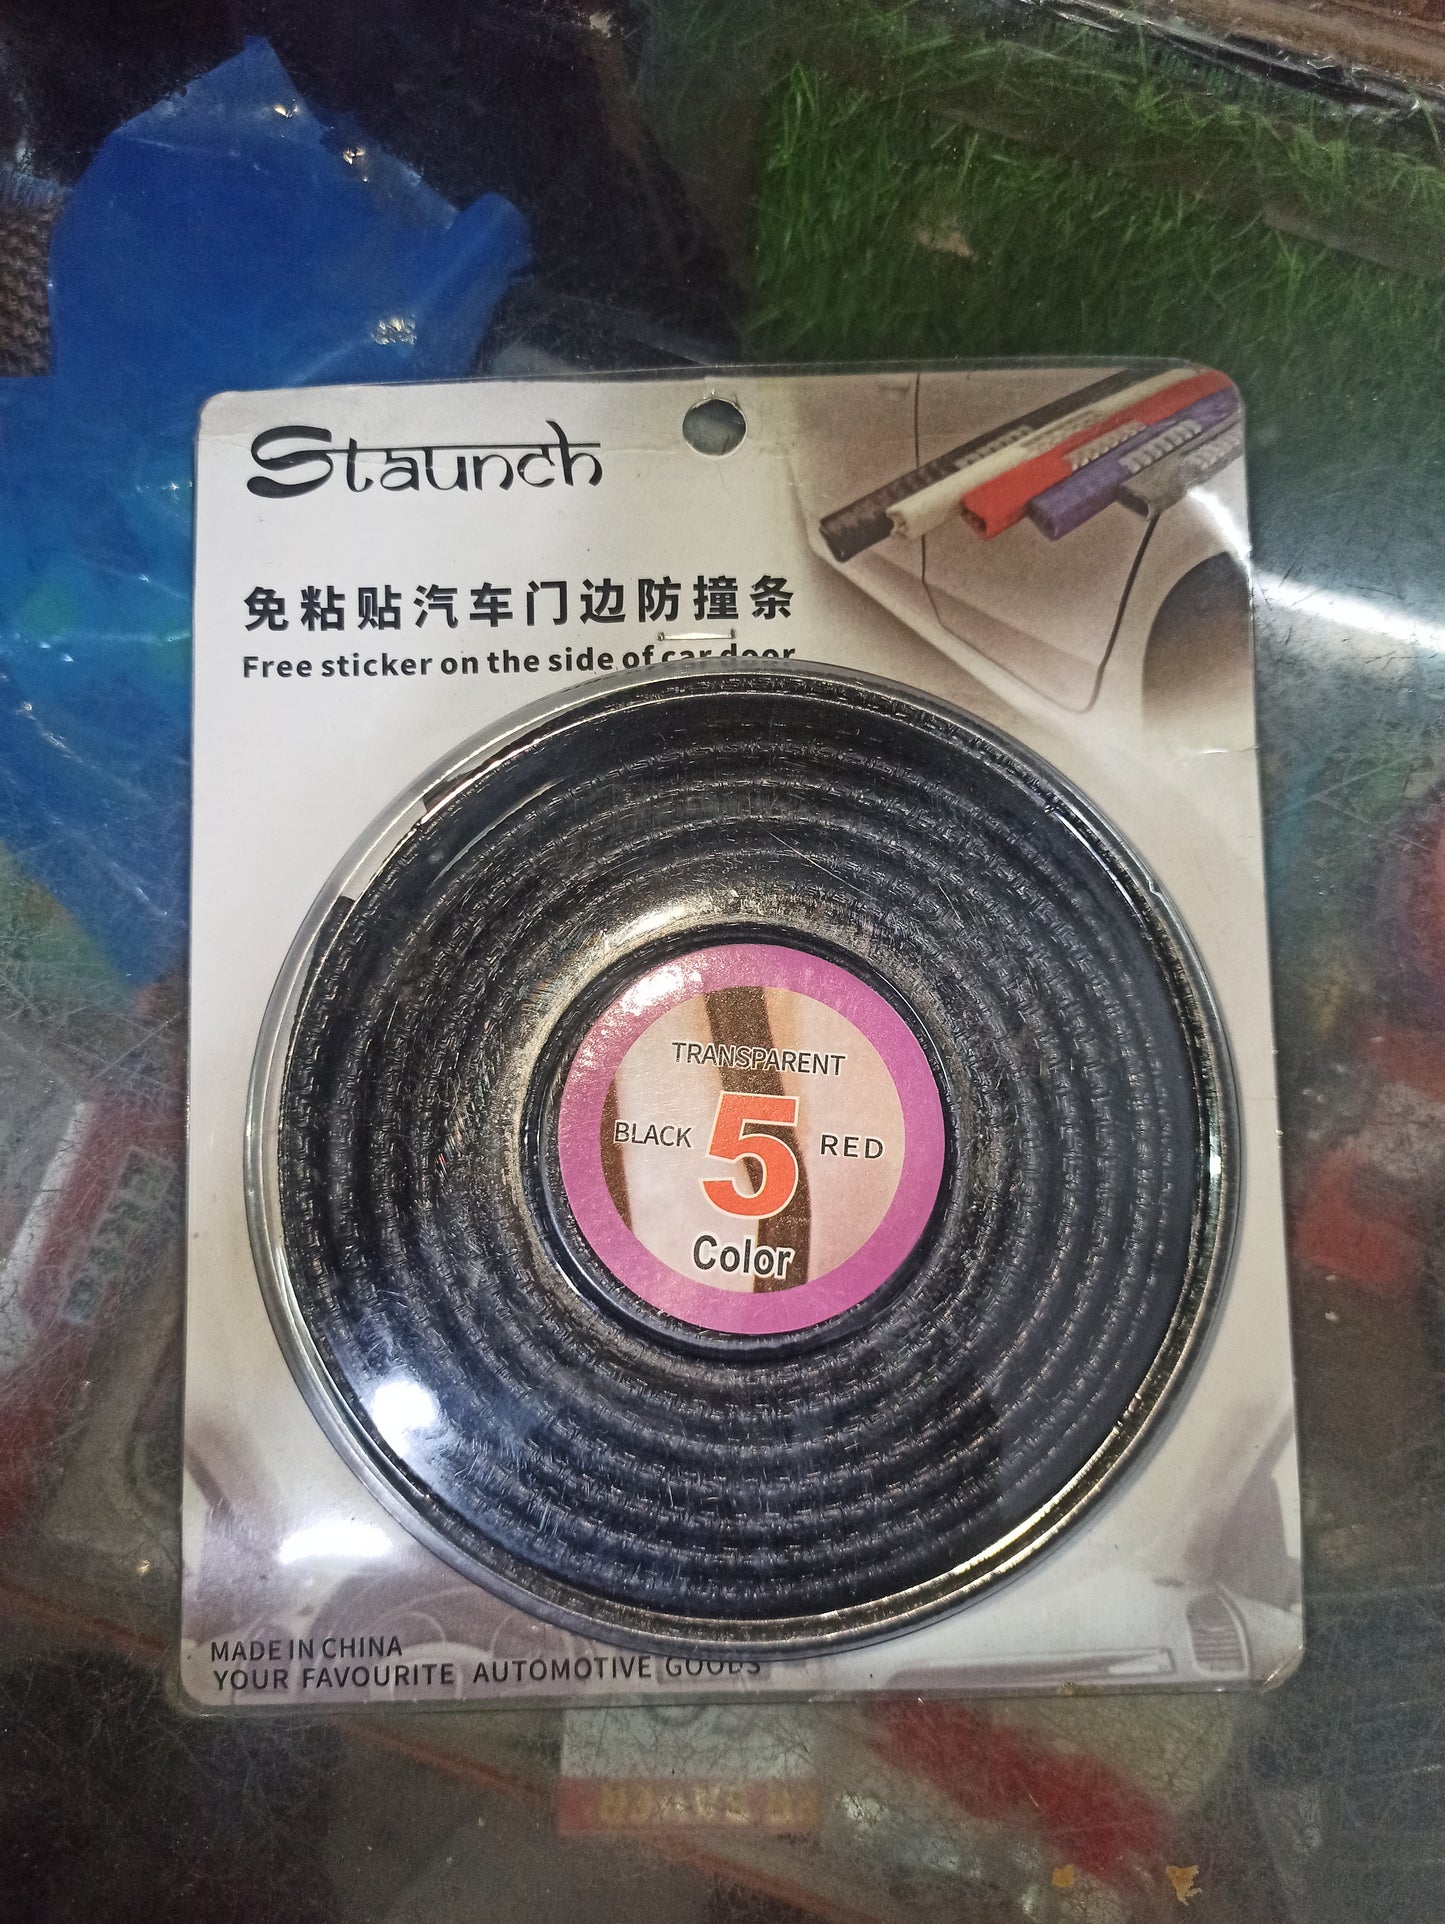 Staunch
免粘贴汽车门边防撞条
Free sticker on the side of car door
TRANSPARENT
BLACK 5 RED
Color
MADE IN CHINA
YOUR FAVOURITE AUTOMOTIVE GOODS